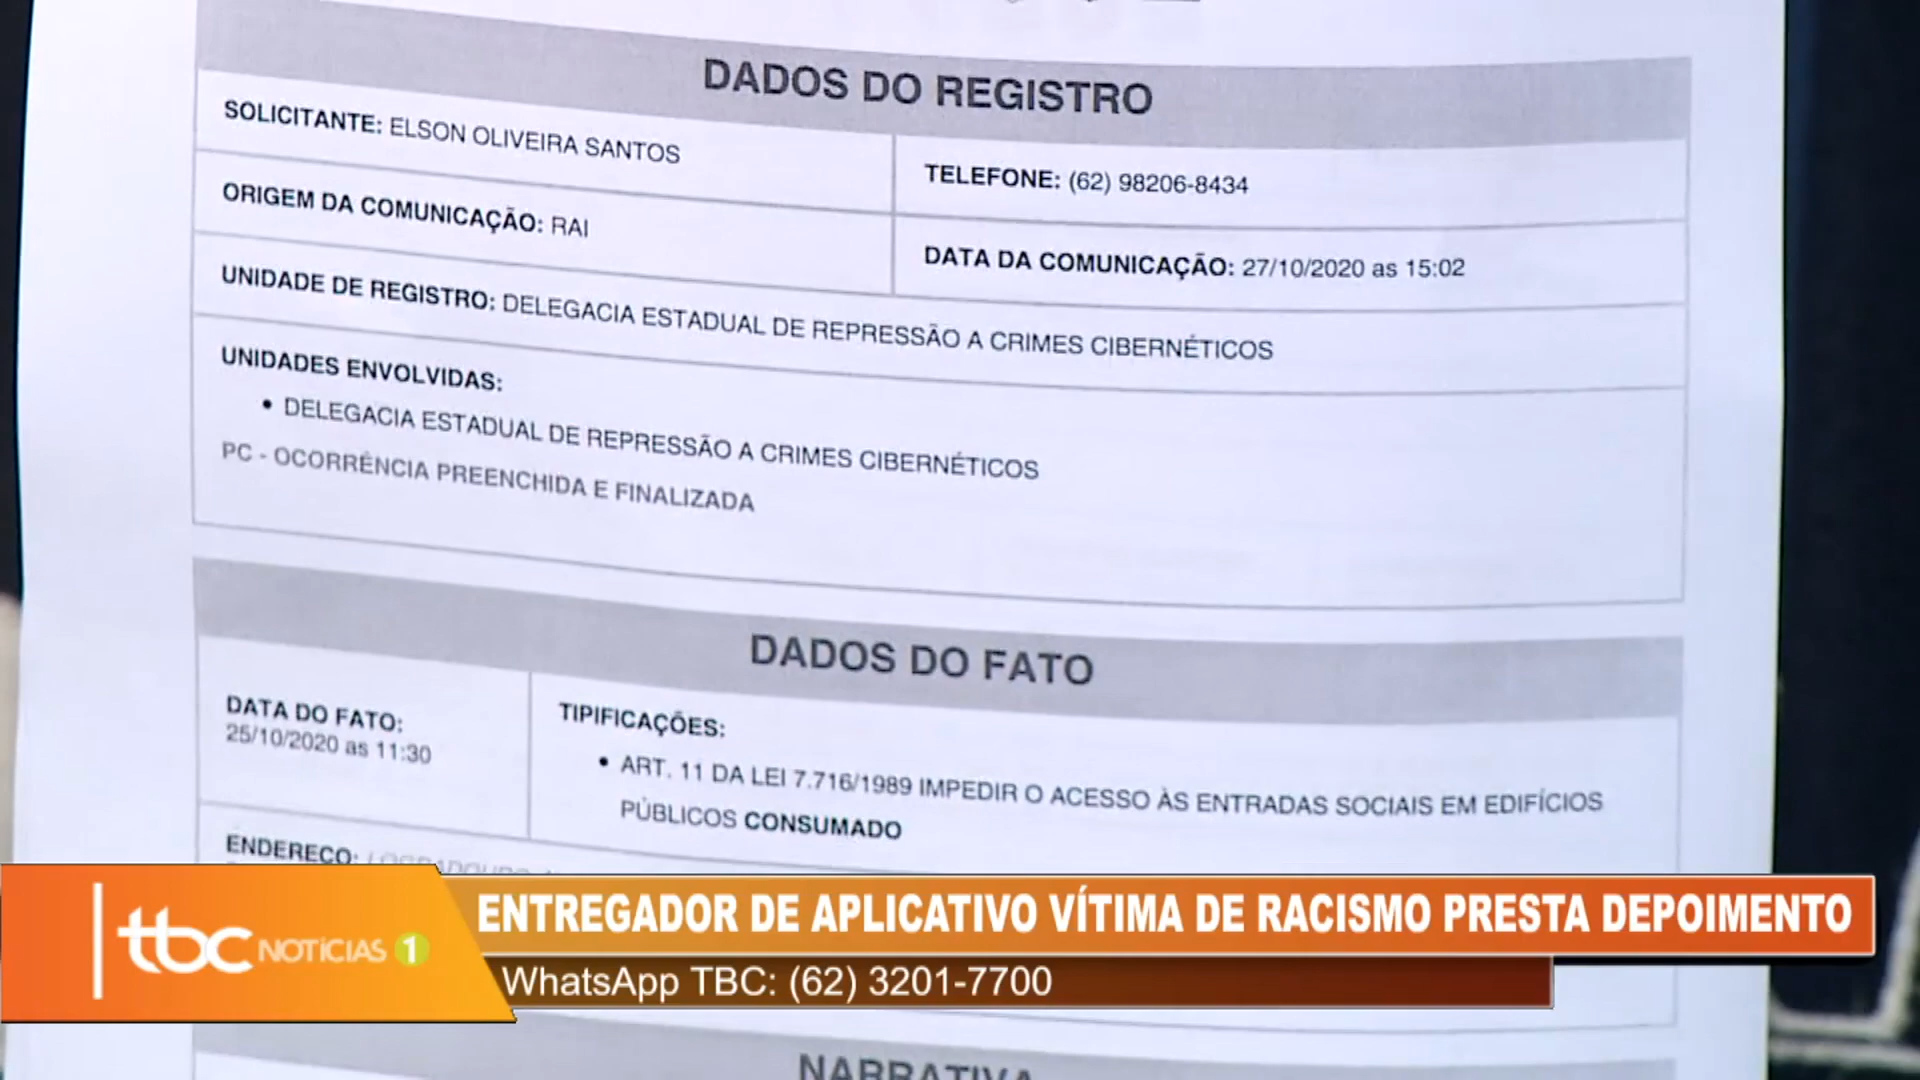 DADOS DO REGISTRO
SOLICITANTE: ELSON OLIVEIRA SANTOS
TELEFONE: (62) 98206-8434
ORIGEM DA COMUNICAÇÃO: RAI
DATA DA COMUNICAÇÃO: 27/10/2020 as 15:02
UNIDADE DE REGISTRO: DELEGACIA ESTADUAL DE REPRESSÃO A CRIMES CIBERNÉTICOS
UNIDADES ENVOLVIDAS:
• DELEGACIA ESTADUAL DE REPRESSÃO A CRIMES CIBERNÉTICOS
PC - OCORRÊNCIA PREENCHIDA E FINALIZADA
DADOS DO FATO
DATA DO FATO:
25/10/2020 as 11:30
TIPIFICAÇÕES:
• ART. 11 DA LEI 7.716/1989 IMPEDIR O ACESSO ÀS ENTRADAS SOCIAIS EM EDIFÍCIOS
PÚBLICOS CONSUMADO
ENDEREÇO:
tbc NOTÍCIAS 1
ENTREGADOR DE APLICATIVO VÍTIMA DE RACISMO PRESTA DEPOIMENTO
WhatsApp TBC: (62) 3201-7700
NARRATIVA